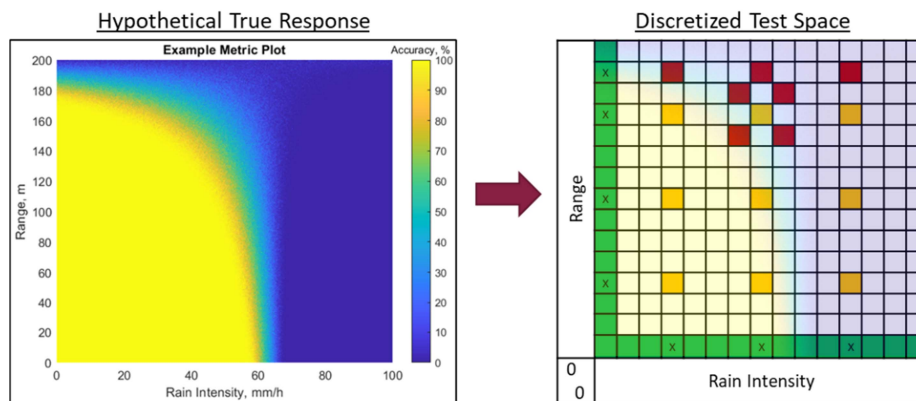 Hypothetical True Response
Example Metric Plot
Accuracy, %
200
180
160
140
120
100
80
60
40
20
0
Range, m
0
20
40
60
80
100
Rain Intensity, mm/h
100
90
80
70
60
50
40
30
20
10
0
Discretized Test Space
Range
x
x
x
x
x
x
x
0
0
Rain Intensity